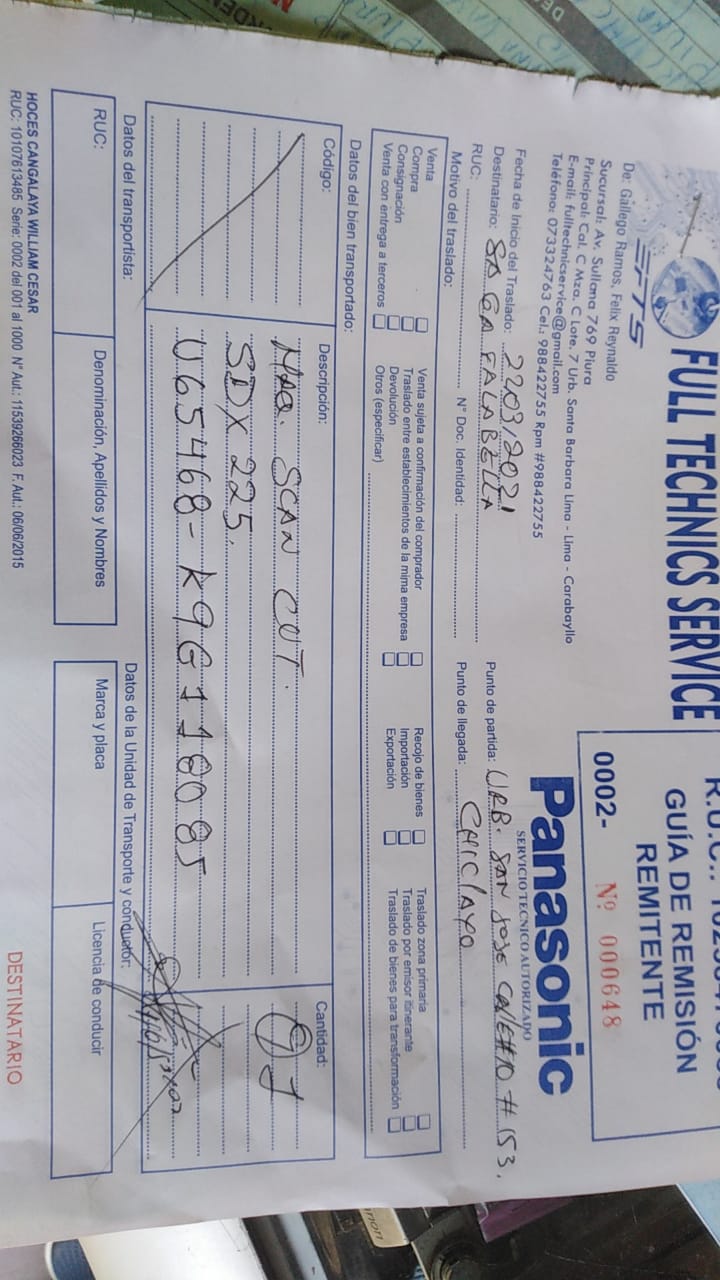 EFTS
FULL TECHNICS SERVICE
De: Gallego Ramos, Felix Reynaldo
Sucursal: Av. Sullana 769 Piura
Principal: Cal. C Mza. C Lote. 7 Urb. Santa Barbara Lima - Lima - Carabayllo
E-mail: fulltechnicservice@gmail.com
Teléfono: 073324763 Cel.: 988422755 Rpm #988422755
GUÍA DE REMISIÓN
REMITENTE
0002- Nº 000648
Panasonic
SERVICIO TECNICO AUTORIZADO
Fecha de Inicio del Traslado: 22/03/2021
Destinatario: SAGA FALABELLA
RUC: N° Doc. Identidad:
Punto de partida: URB. SAN JOSE CALLE#10 # 153.
Punto de llegada: CHICLAYO
Motivo del traslado:
Venta
Compra
Consignación
Venta con entrega a terceros
Venta sujeta a confirmación del comprador
Traslado entre establecimientos de la mima empresa
Devolución
Otros (especificar)
Recojo de bienes
Importación
Exportación
Traslado zona primaria
Traslado por emisor itinerante
Traslado de bienes para transformación
Datos del bien transportado:
Código: Descripción: Cantidad:
MAQ. SCAN CUT. 01
SDX 225.
U65468-K9G118085
Datos del transportista: Datos de la Unidad de Transporte y conductor:
RUC: Denominación, Apellidos y Nombres Marca y placa Licencia de conducir
HOCES CANGALAYA WILLIAM CESAR
RUC: 10107613485 Serie: 0002 del 001 al 1000 N° Aut.: 11539266023 F. Aut.: 06/06/2015
DESTINATARIO